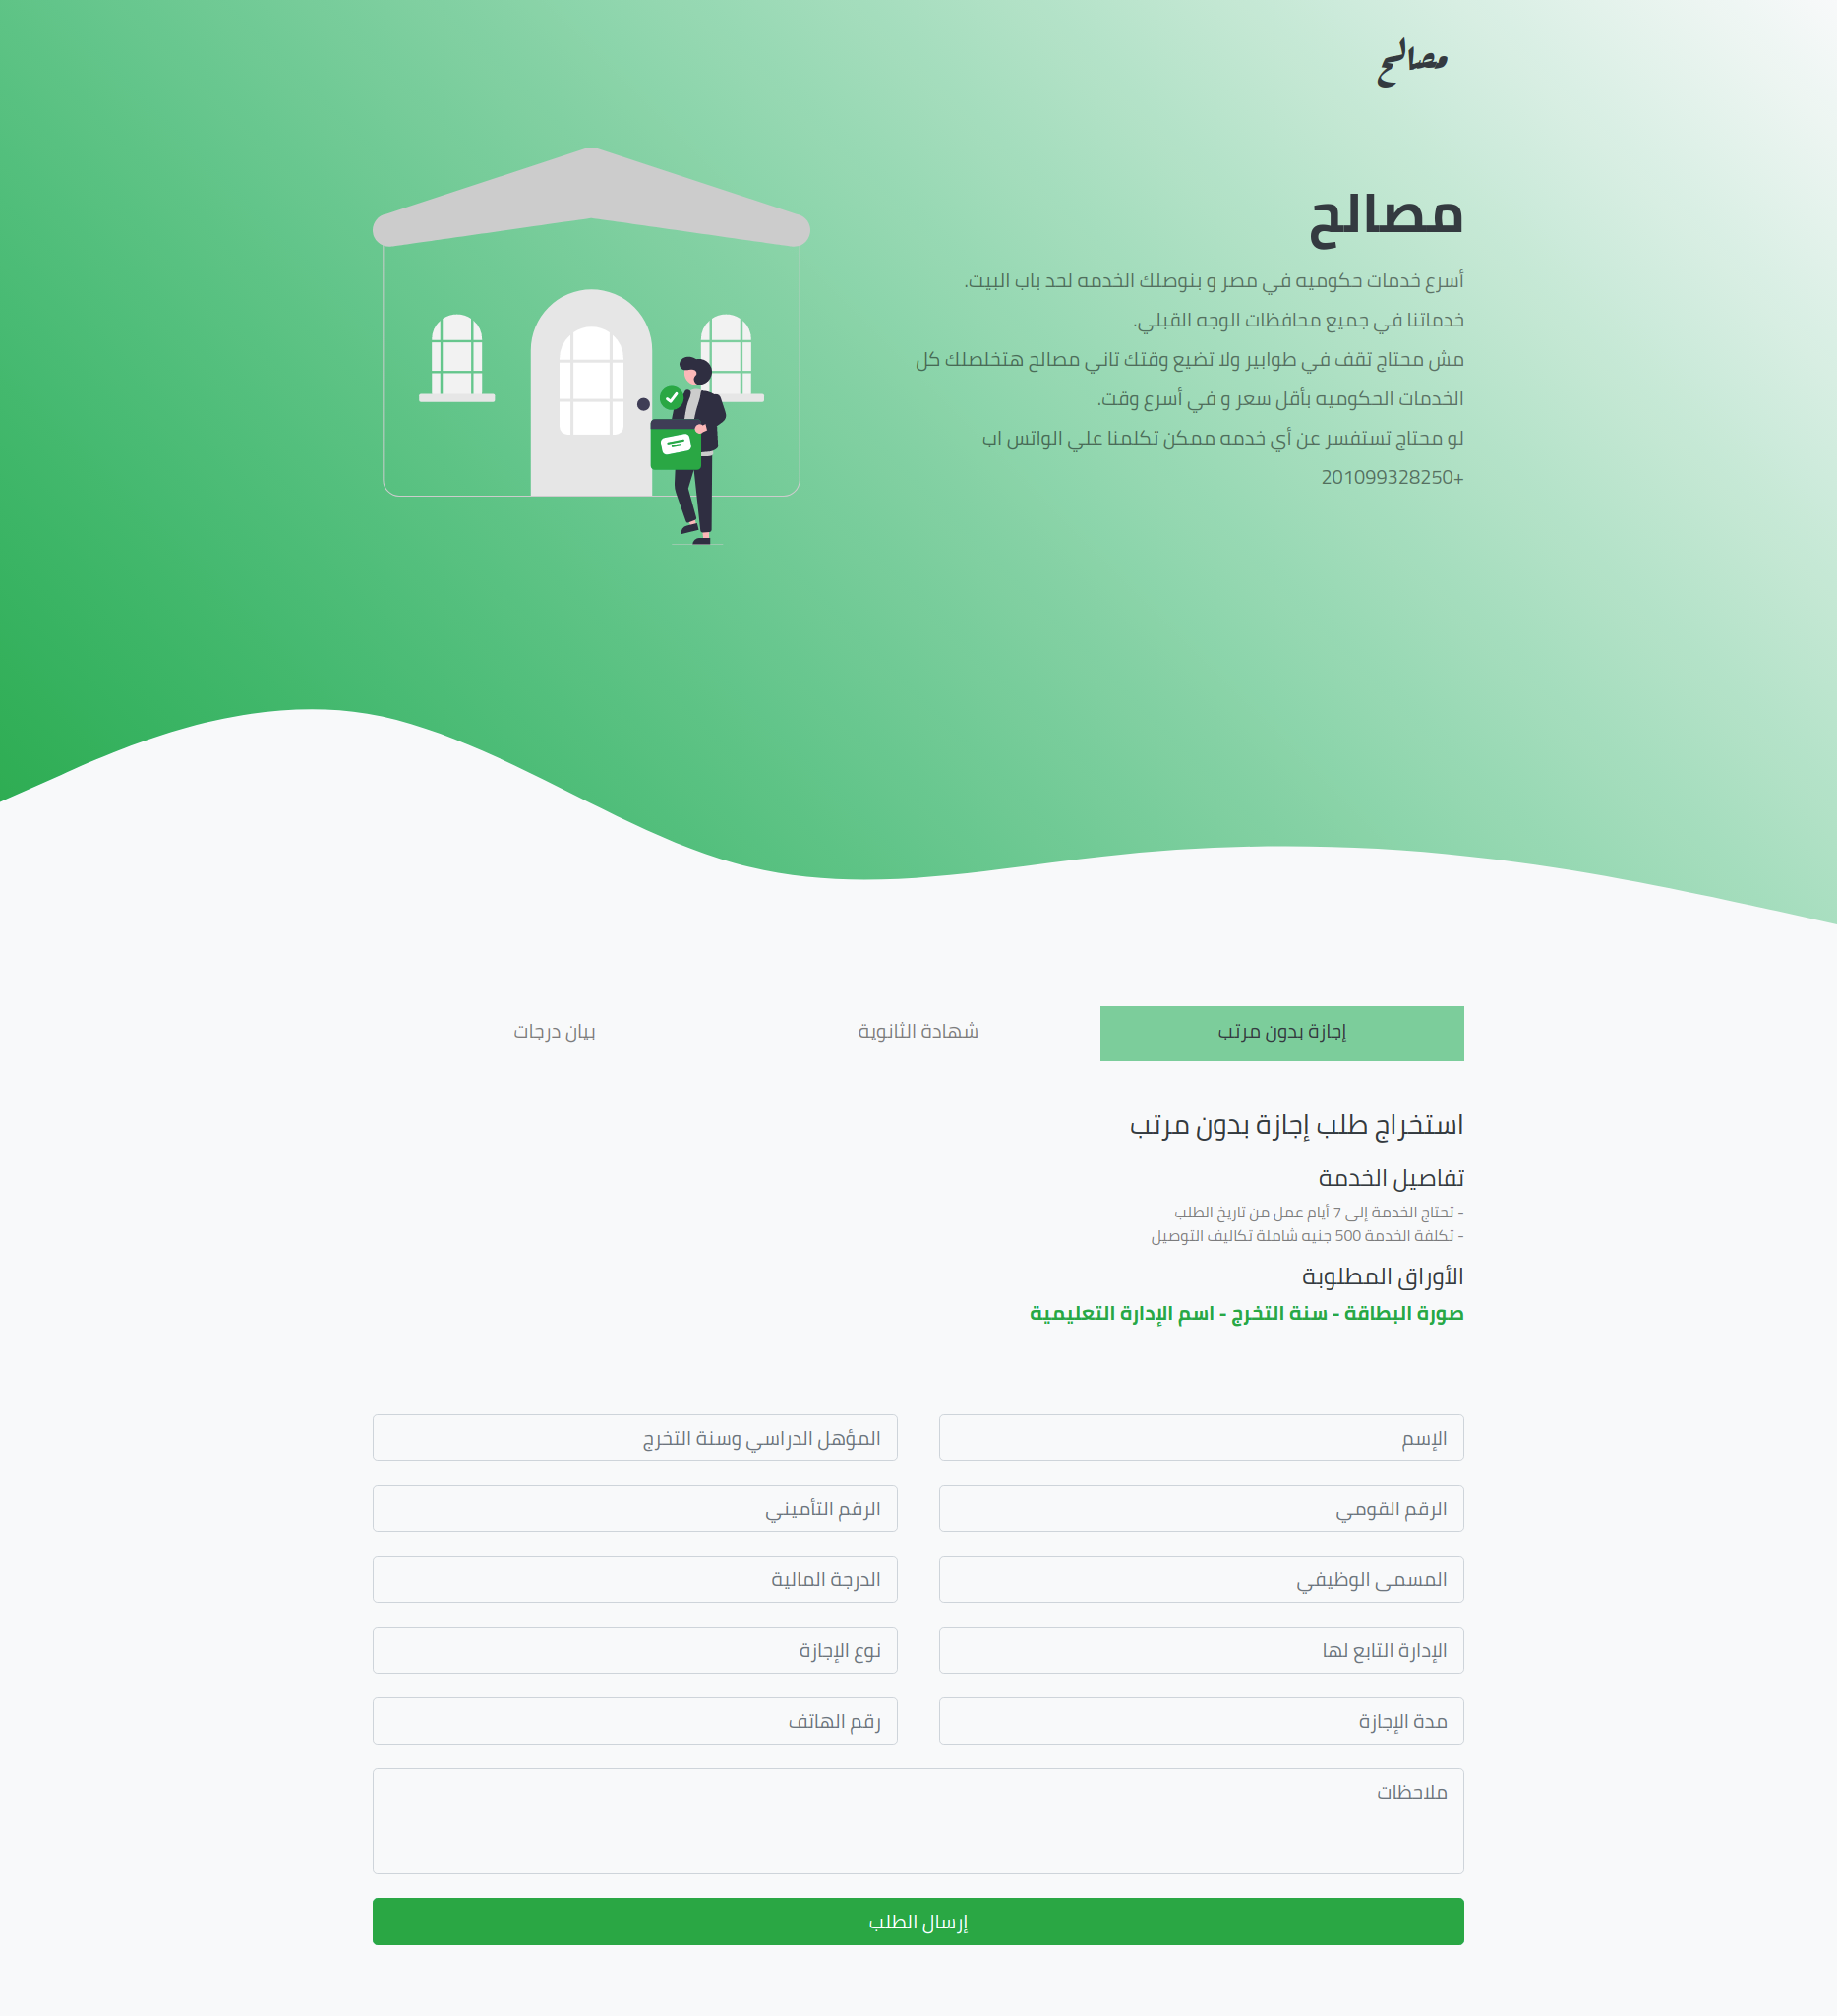 مصالح
مصالح
أسرع خدمات حكوميه في مصر و بنوصلك الخدمه لحد باب البيت.
خدماتنا في جميع محافظات الوجه القبلي.
مش محتاج تقف في طوابير ولا تضيع وقتك تاني مصالح هتخلصلك كل
الخدمات الحكوميه بأقل سعر و في أسرع وقت.
لو محتاج تستفسر عن أي خدمه ممكن تكلمنا علي الواتس اب
+201099328250
إجازة بدون مرتب
شهادة الثانوية
بيان درجات
استخراج طلب إجازة بدون مرتب
تفاصيل الخدمة
- تحتاج الخدمة إلى 7 أيام عمل من تاريخ الطلب
- تكلفة الخدمة 500 جنيه شاملة تكاليف التوصيل
الأوراق المطلوبة
صورة البطاقة - سنة التخرج - اسم الإدارة التعليمية
الإسم
المؤهل الدراسي وسنة التخرج
الرقم القومي
الرقم التأميني
المسمى الوظيفي
الدرجة المالية
الإدارة التابع لها
نوع الإجازة
مدة الإجازة
رقم الهاتف
ملاحظات
إرسال الطلب